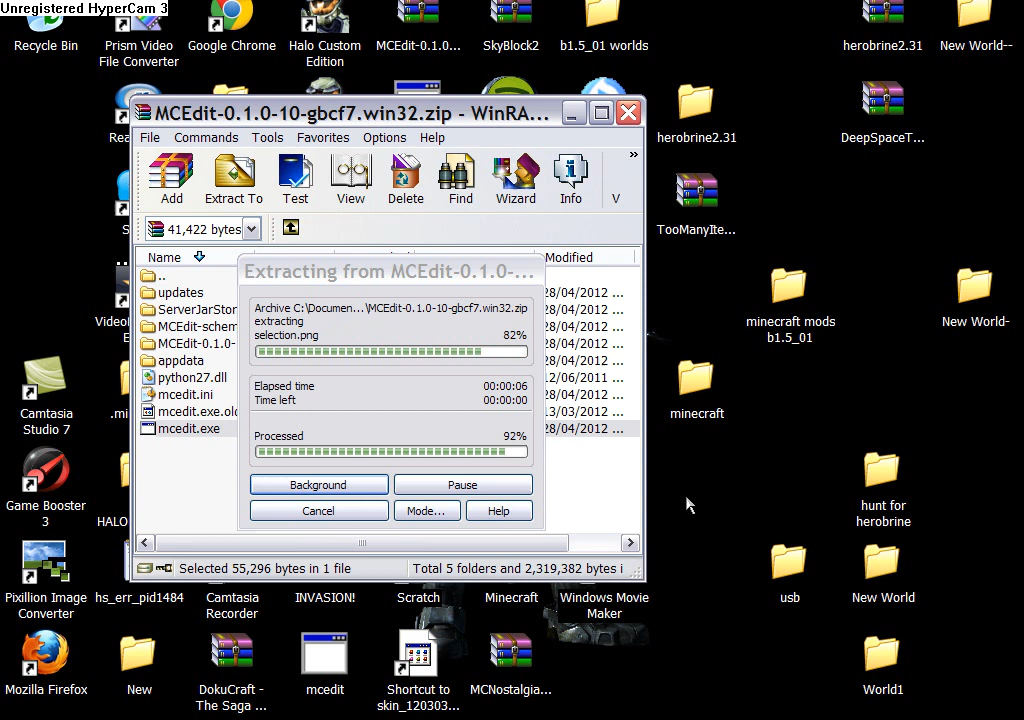 Unregistered HyperCam 3
Recycle Bin
Prism Video
File Converter
Google Chrome
Halo Custom
Edition
MCEdit-0.1.0...
SkyBlock2
b1.5_01 worlds
herobrine2.31
New World--
MCEdit-0.1.0-10-gbcf7.win32.zip - WinRA...
File Commands Tools Favorites Options Help
Add
Extract To
Test
View
Delete
Find
Wizard
Info
V
41,422 bytes
Name
Modified
..
updates
28/04/2012 ...
ServerJarStor
28/04/2012 ...
MCEdit-schem
28/04/2012 ...
MCEdit-0.1.0-
28/04/2012 ...
appdata
28/04/2012 ...
python27.dll
12/06/2011 ...
mcedit.ini
28/04/2012 ...
mcedit.exe.old
13/03/2012 ...
mcedit.exe
28/04/2012 ...
Extracting from MCEdit-0.1.0-...
Archive C:\Documen...\MCEdit-0.1.0-10-gbcf7.win32.zip
extracting
selection.png
82%
Elapsed time
00:00:06
Time left
00:00:00
Processed
92%
Background
Pause
Cancel
Mode...
Help
Selected 55,296 bytes in 1 file
Total 5 folders and 2,319,382 bytes i
herobrine2.31
DeepSpaceT...
TooManyIte...
minecraft mods
b1.5_01
New World-
Camtasia
Studio 7
.mi
minecraft
Game Booster
3
HALO
hunt for
herobrine
Pixillion Image
Converter
hs_err_pid1484
Camtasia
Recorder
INVASION!
Scratch
Minecraft
Windows Movie
Maker
usb
New World
Mozilla Firefox
New
DokuCraft -
The Saga ...
mcedit
Shortcut to
skin_120303...
MCNostalgia...
World1